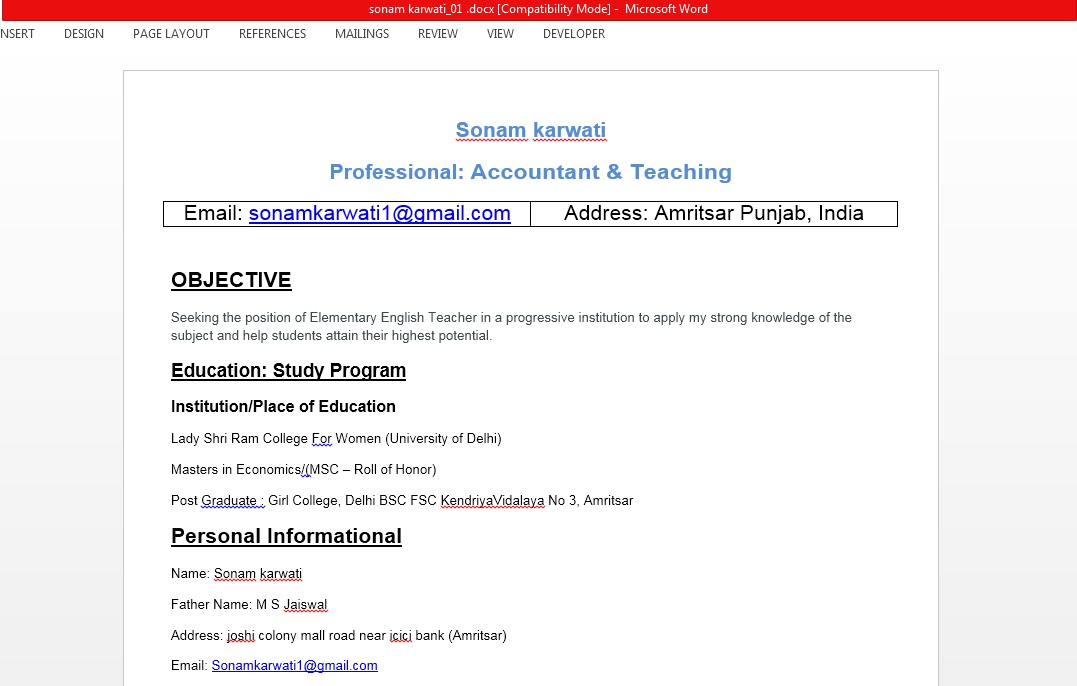 sonam karwati_01 .docx [Compatibility Mode] - Microsoft Word
NSERT DESIGN PAGE LAYOUT REFERENCES MAILINGS REVIEW VIEW DEVELOPER
Sonam karwati
Professional: Accountant & Teaching
Email: sonamkarwati1@gmail.com Address: Amritsar Punjab, India
OBJECTIVE
Seeking the position of Elementary English Teacher in a progressive institution to apply my strong knowledge of the
subject and help students attain their highest potential.
Education: Study Program
Institution/Place of Education
Lady Shri Ram College For Women (University of Delhi)
Masters in Economics/(MSC – Roll of Honor)
Post Graduate : Girl College, Delhi BSC FSC KendriyaVidalaya No 3, Amritsar
Personal Informational
Name: Sonam karwati
Father Name: M S Jaiswal
Address: joshi colony mall road near icici bank (Amritsar)
Email: Sonamkarwati1@gmail.com